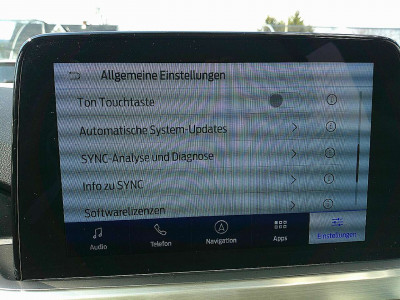 Allgemeine Einstellungen
Ton Touchtaste
Automatische System-Updates
SYNC-Analyse und Diagnose
Info zu SYNC
Softwarelizenzen
Audio
Telefon
Navigation
Apps
Einstellungen